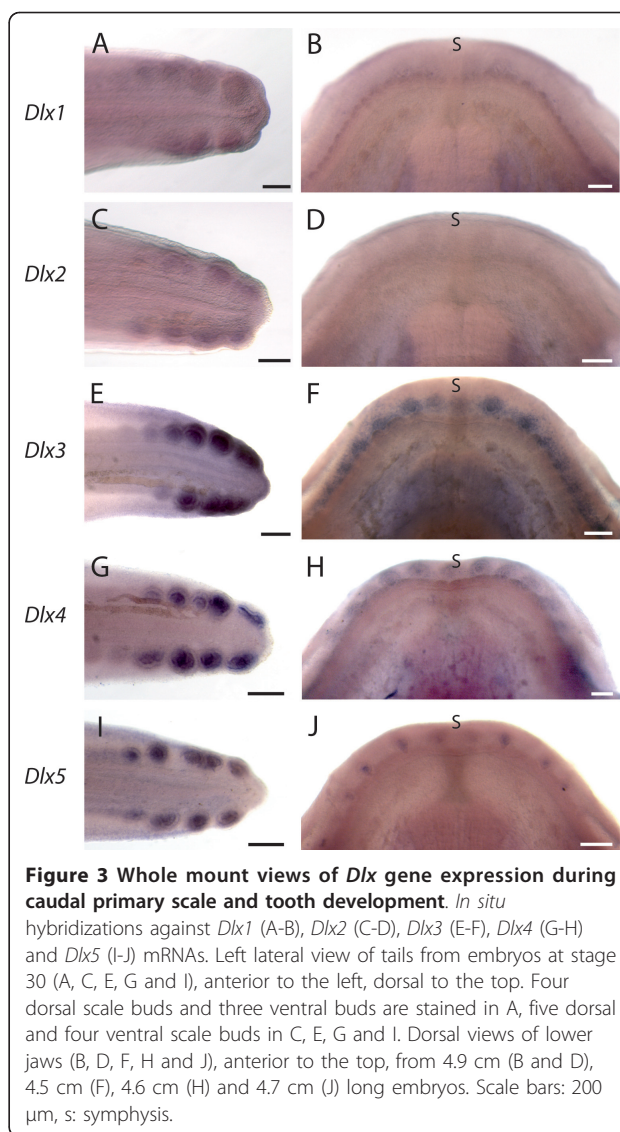 A
B
S
Dlx1
C
D
S
Dlx2
E
F
S
Dlx3
G
H
S
Dlx4
I
J
S
Dlx5
Figure 3 Whole mount views of Dlx gene expression during
caudal primary scale and tooth development. In situ
hybridizations against Dlx1 (A-B), Dlx2 (C-D), Dlx3 (E-F), Dlx4 (G-H)
and Dlx5 (I-J) mRNAs. Left lateral view of tails from embryos at stage
30 (A, C, E, G and I), anterior to the left, dorsal to the top. Four
dorsal scale buds and three ventral buds are stained in A, five dorsal
and four ventral scale buds in C, E, G and I. Dorsal views of lower
jaws (B, D, F, H and J), anterior to the top, from 4.9 cm (B and D),
4.5 cm (F), 4.6 cm (H) and 4.7 cm (J) long embryos. Scale bars: 200
μm, s: symphysis.